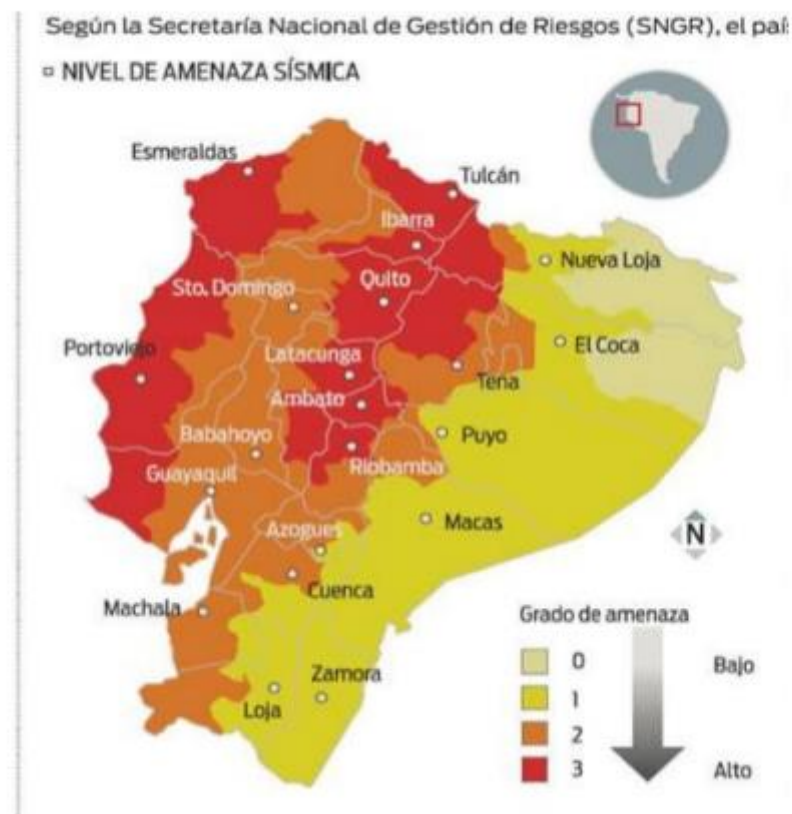 Según la Secretaría Nacional de Gestión de Riesgos (SNGR), el paí
NIVEL DE AMENAZA SÍSMICA
Esmeraldas
Tulcán
Ibarra
Nueva Loja
Sto. Domingo
Quito
Portoviejo
Latacunga
El Coca
Tena
Ambato
Babahoyo
Puyo
Guayaquil
Riobamba
Azogues
Macas
N
Cuenca
Machala
Grado de amenaza
0
Bajo
1
2
3
Alto
Zamora
Loja